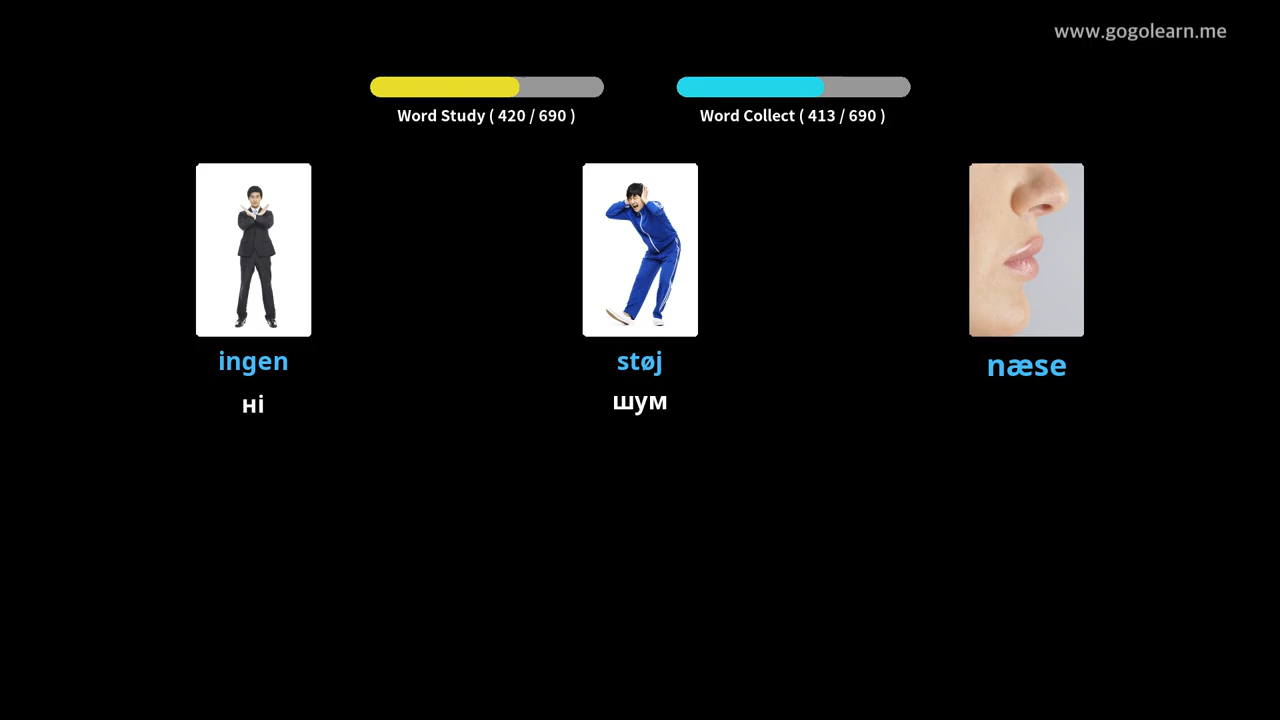 www.gogolearn.me
Word Study ( 420 / 690 )
Word Collect ( 413 / 690 )
ingen
ні
støj
шум
næse